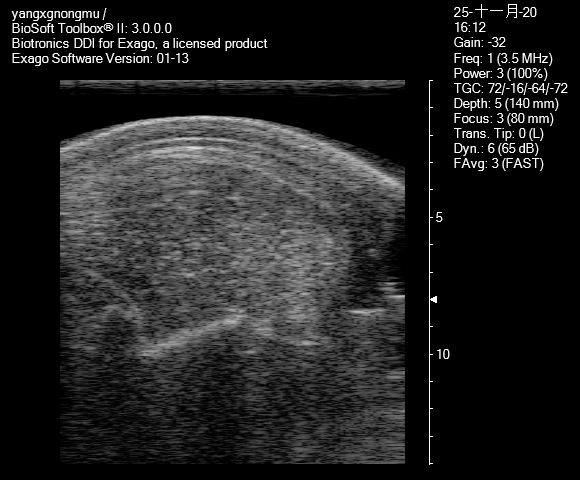 yangxgnongmu /
BioSoft Toolbox® II: 3.0.0.0
Biotronics DDI for Exago, a licensed product
Exago Software Version: 01-13
25-十一月-20
16:12
Gain: -32
Freq: 1 (3.5 MHz)
Power: 3 (100%)
TGC: 72/-16/-64/-72
Depth: 5 (140 mm)
Focus: 3 (80 mm)
Trans. Tip: 0 (L)
Dyn.: 6 (65 dB)
FAvg: 3 (FAST)
5
10